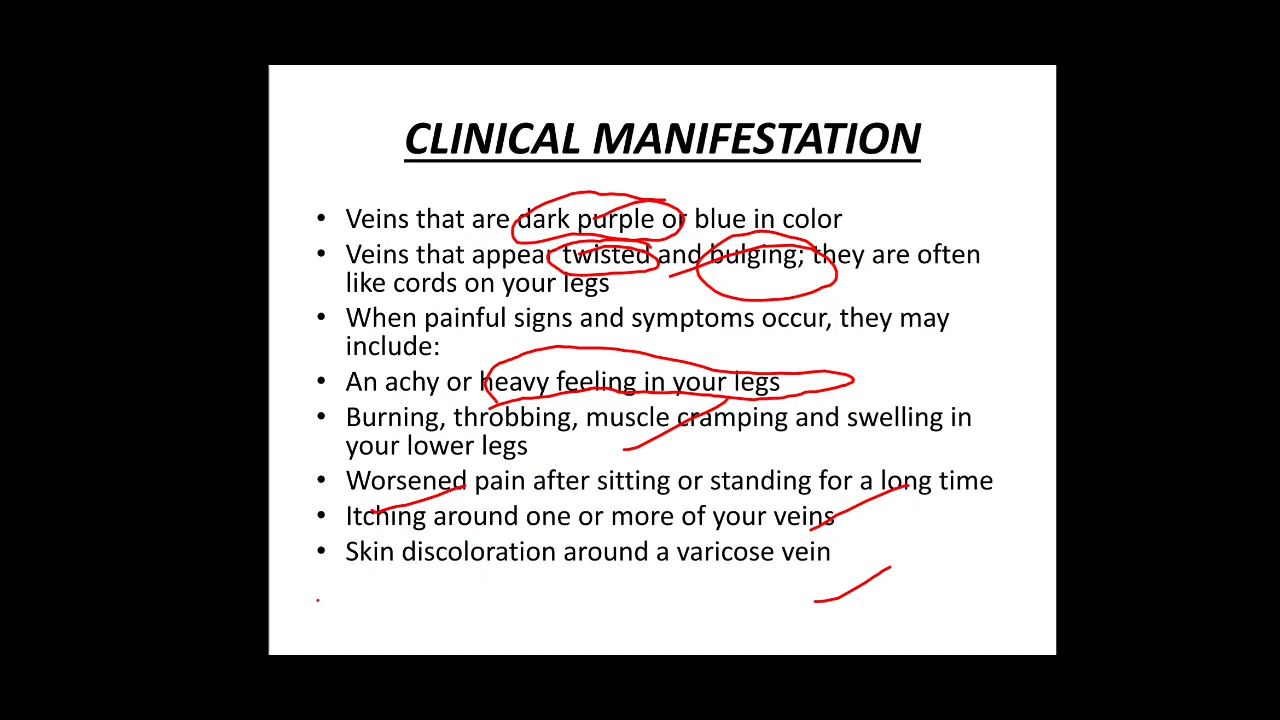 CLINICAL MANIFESTATION
• Veins that are dark purple or blue in color
• Veins that appear twisted and bulging; they are often
like cords on your legs
• When painful signs and symptoms occur, they may
include:
• An achy or heavy feeling in your legs
• Burning, throbbing, muscle cramping and swelling in
your lower legs
• Worsened pain after sitting or standing for a long time
• Itching around one or more of your veins
• Skin discoloration around a varicose vein